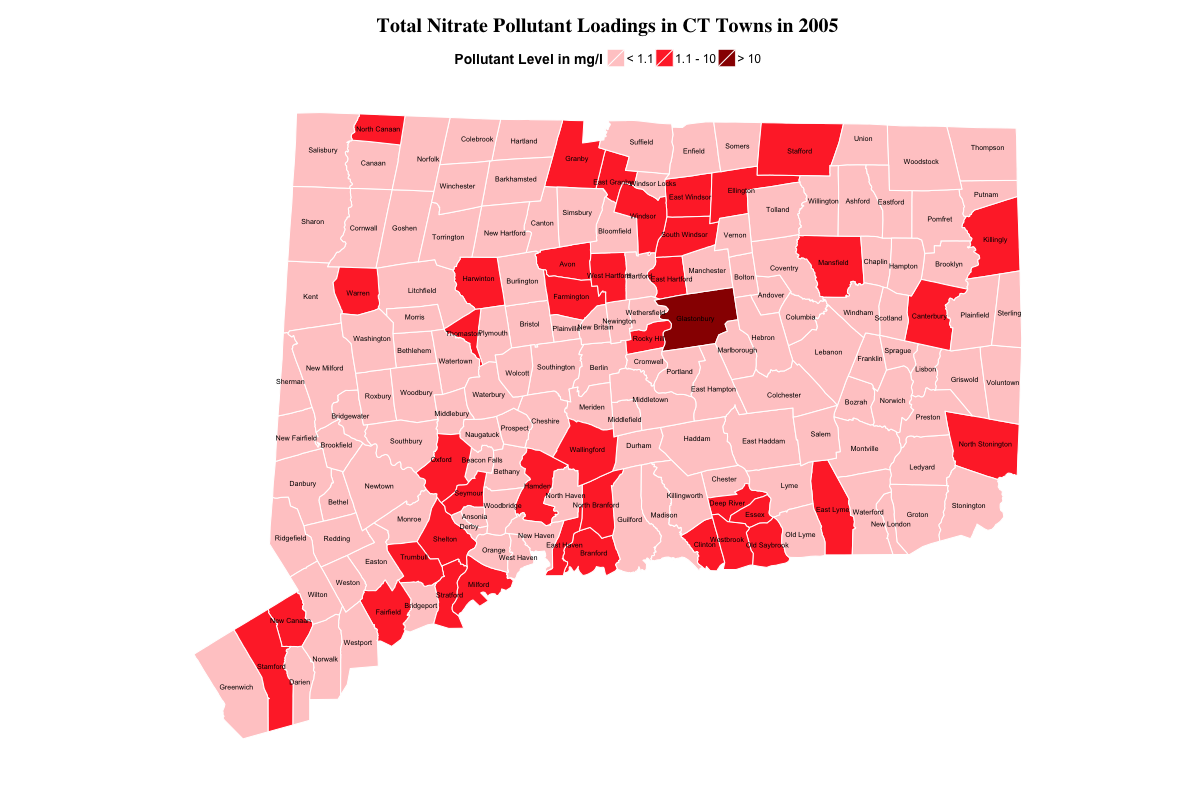 Total Nitrate Pollutant Loadings in CT Towns in 2005
Pollutant Level in mg/l < 1.1 1.1 - 10 > 10
North Canaan
Colebrook
Hartland
Suffield
Union
Salisbury
Canaan
Norfolk
Granby
Enfield
Somers
Stafford
Woodstock
Thompson
Winchester
Barkhamsted
East Granby
Windsor Locks
East Windsor
Ellington
Putnam
Sharon
Cornwall
Goshen
Torrington
New Hartford
Canton
Simsbury
Bloomfield
Windsor
South Windsor
Vernon
Tolland
Willington
Ashford
Eastford
Pomfret
Killingly
Kent
Warren
Litchfield
Harwinton
Burlington
Avon
West Hartford
Hartford
East Hartford
Manchester
Bolton
Coventry
Mansfield
Chaplin
Hampton
Brooklyn
Morris
Farmington
Andover
Washington
Thomaston
Plymouth
Bristol
Plainville
New Britain
Newington
Wethersfield
Glastonbury
Columbia
Windham
Scotland
Canterbury
Plainfield
Sterling
Bethlehem
Watertown
Rocky Hill
Hebron
Marlborough
Lebanon
Franklin
Sprague
New Milford
Wolcott
Southington
Berlin
Cromwell
Portland
Lisbon
Griswold
Voluntown
Sherman
Roxbury
Woodbury
Waterbury
East Hampton
Colchester
Bozrah
Norwich
Bridgewater
Middlebury
Meriden
Middletown
Middlefield
Preston
New Fairfield
Brookfield
Southbury
Naugatuck
Prospect
Cheshire
Durham
Haddam
East Haddam
Salem
Montville
North Stonington
Oxford
Beacon Falls
Bethany
Wallingford
Ledyard
Danbury
Bethel
Newtown
Seymour
Woodbridge
Hamden
North Haven
North Branford
Killingworth
Chester
Deep River
Lyme
Stonington
Monroe
Ansonia
Derby
Guilford
Madison
Essex
East Lyme
Waterford
New London
Groton
Ridgefield
Redding
Shelton
Orange
New Haven
West Haven
East Haven
Branford
Clinton
Westbrook
Old Saybrook
Old Lyme
Easton
Trumbull
Weston
Wilton
Milford
Stratford
Bridgeport
Fairfield
New Canaan
Westport
Norwalk
Stamford
Darien
Greenwich